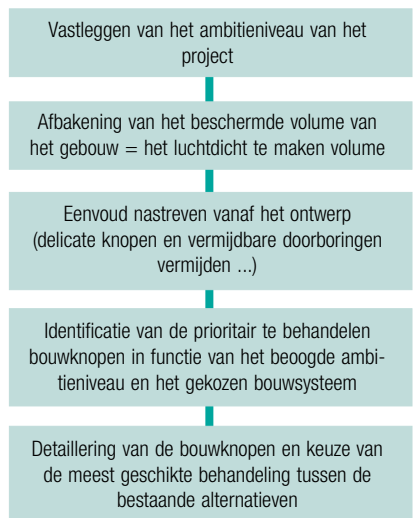 Vastleggen van het ambitieniveau van het
project
Afbakening van het beschermde volume van
het gebouw = het luchtdicht te maken volume
Eenvoud nastreven vanaf het ontwerp
(delicate knopen en vermijdbare doorboringen
vermijden ...)
Identificatie van de prioritair te behandelen
bouwknopen in functie van het beoogde ambi-
tieniveau en het gekozen bouwsysteem
Detaillering van de bouwknopen en keuze van
de meest geschikte behandeling tussen de
bestaande alternatieven